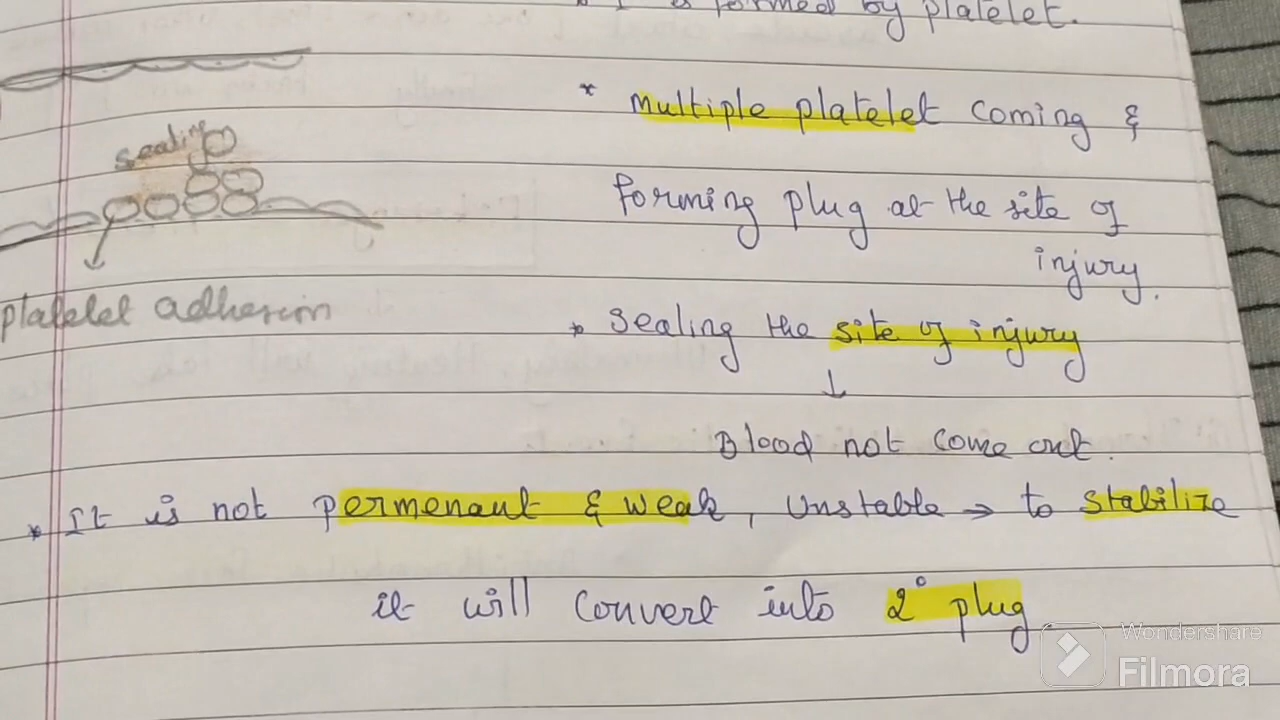 is formed by platelet.
* Multiple platelet coming &
forming plug at the site of
injury.
sealing
platelet adhesion
* Sealing the site of injury
↓
Blood not come out.
* It is not permenant & weak, Unstable → to stabilize
it will convert into 2° plug
Wondershare
Filmora